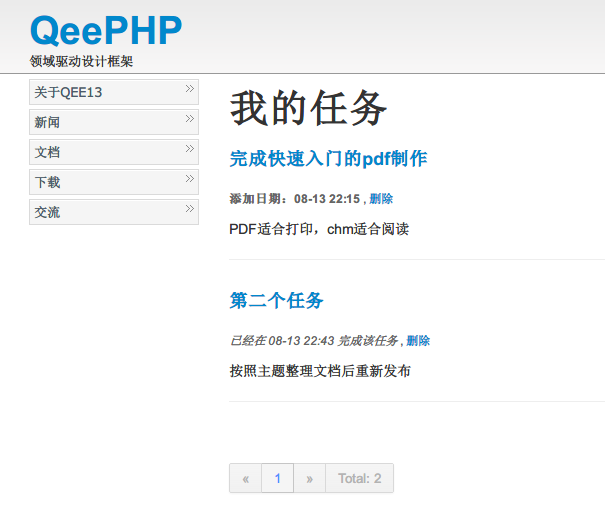 QeePHP
领域驱动设计框架
关于QEE13
新闻
文档
下载
交流
我的任务
完成快速入门的pdf制作
添加日期：08-13 22:15 , 删除
PDF适合打印，chm适合阅读
第二个任务
已经在 08-13 22:43 完成该任务 , 删除
按照主题整理文档后重新发布
« 1 » Total: 2